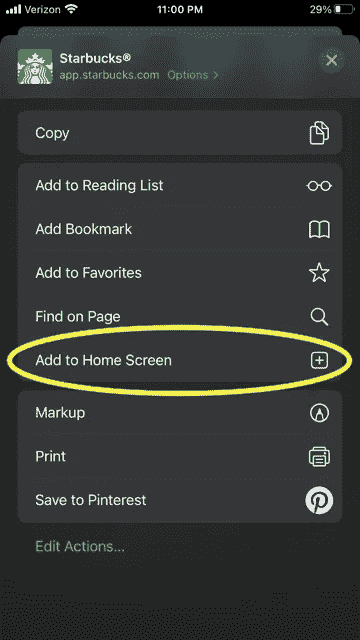 Verizon 11:00 PM 29%
Starbucks®
app.starbucks.com Options >
Copy
Add to Reading List
Add Bookmark
Add to Favorites
Find on Page
Add to Home Screen
Markup
Print
Save to Pinterest
Edit Actions...